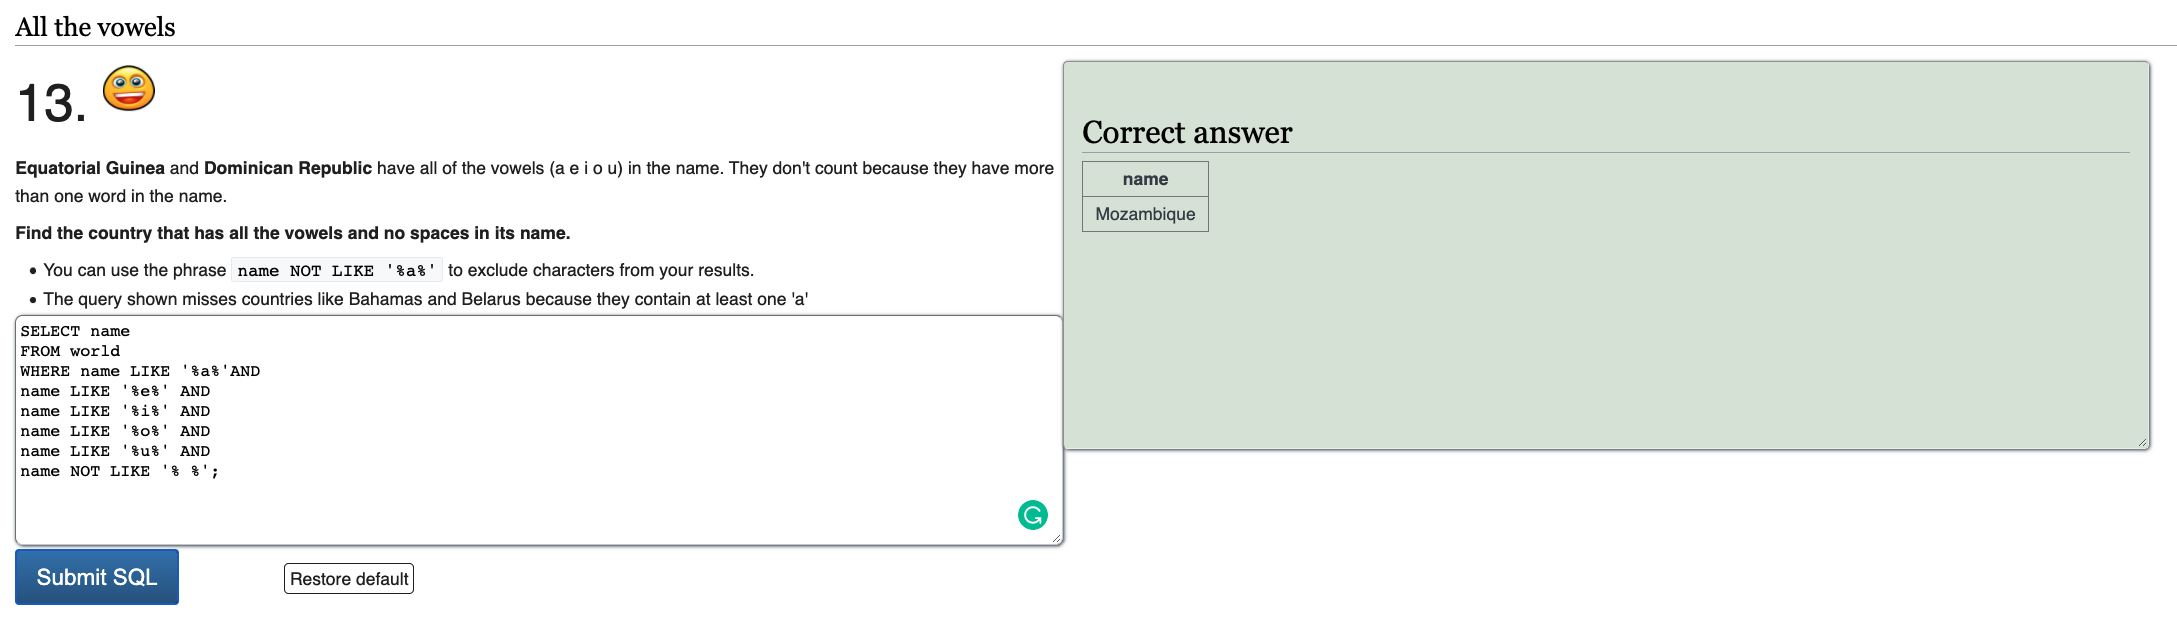 All the vowels
13.
Equatorial Guinea and Dominican Republic have all of the vowels (a e i o u) in the name. They don't count because they have more
than one word in the name.
Find the country that has all the vowels and no spaces in its name.
• You can use the phrase name NOT LIKE '%a%' to exclude characters from your results.
• The query shown misses countries like Bahamas and Belarus because they contain at least one 'a'
SELECT name
FROM world
WHERE name LIKE '%a%'AND
name LIKE '%e%' AND
name LIKE '%i%' AND
name LIKE '%o%' AND
name LIKE '%u%' AND
name NOT LIKE '% %';
Submit SQL
Restore default
Correct answer
name
Mozambique